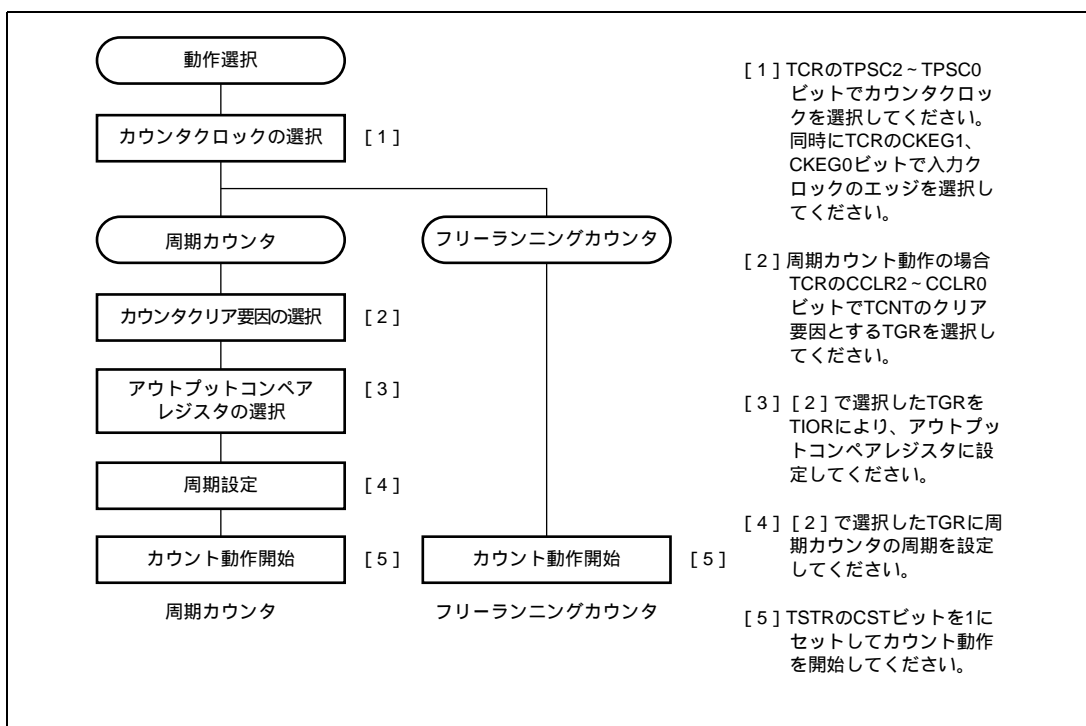 動作選択
カウンタクロックの選択 [1]
周期カウンタ
フリーランニングカウンタ
カウンタクリア要因の選択 [2]
アウトプットコンペア
レジスタの選択 [3]
周期設定 [4]
カウント動作開始 [5]
カウント動作開始 [5]
周期カウンタ
フリーランニングカウンタ
[1] TCRのTPSC2~TPSC0
ビットでカウンタクロッ
クを選択してください。
同時にTCRのCKEG1、
CKEG0ビットで入力ク
ロックのエッジを選択し
てください。
[2] 周期カウント動作の場合
TCRのCCLR2~CCLR0
ビットでTCNTのクリア
要因とするTGRを選択し
てください。
[3] [2]で選択したTGRを
TIORにより、アウトプッ
トコンペアレジスタに設
定してください。
[4] [2]で選択したTGRに周
期カウンタの周期を設定
してください。
[5] TSTRのCSTビットを1に
セットしてカウント動作
を開始してください。